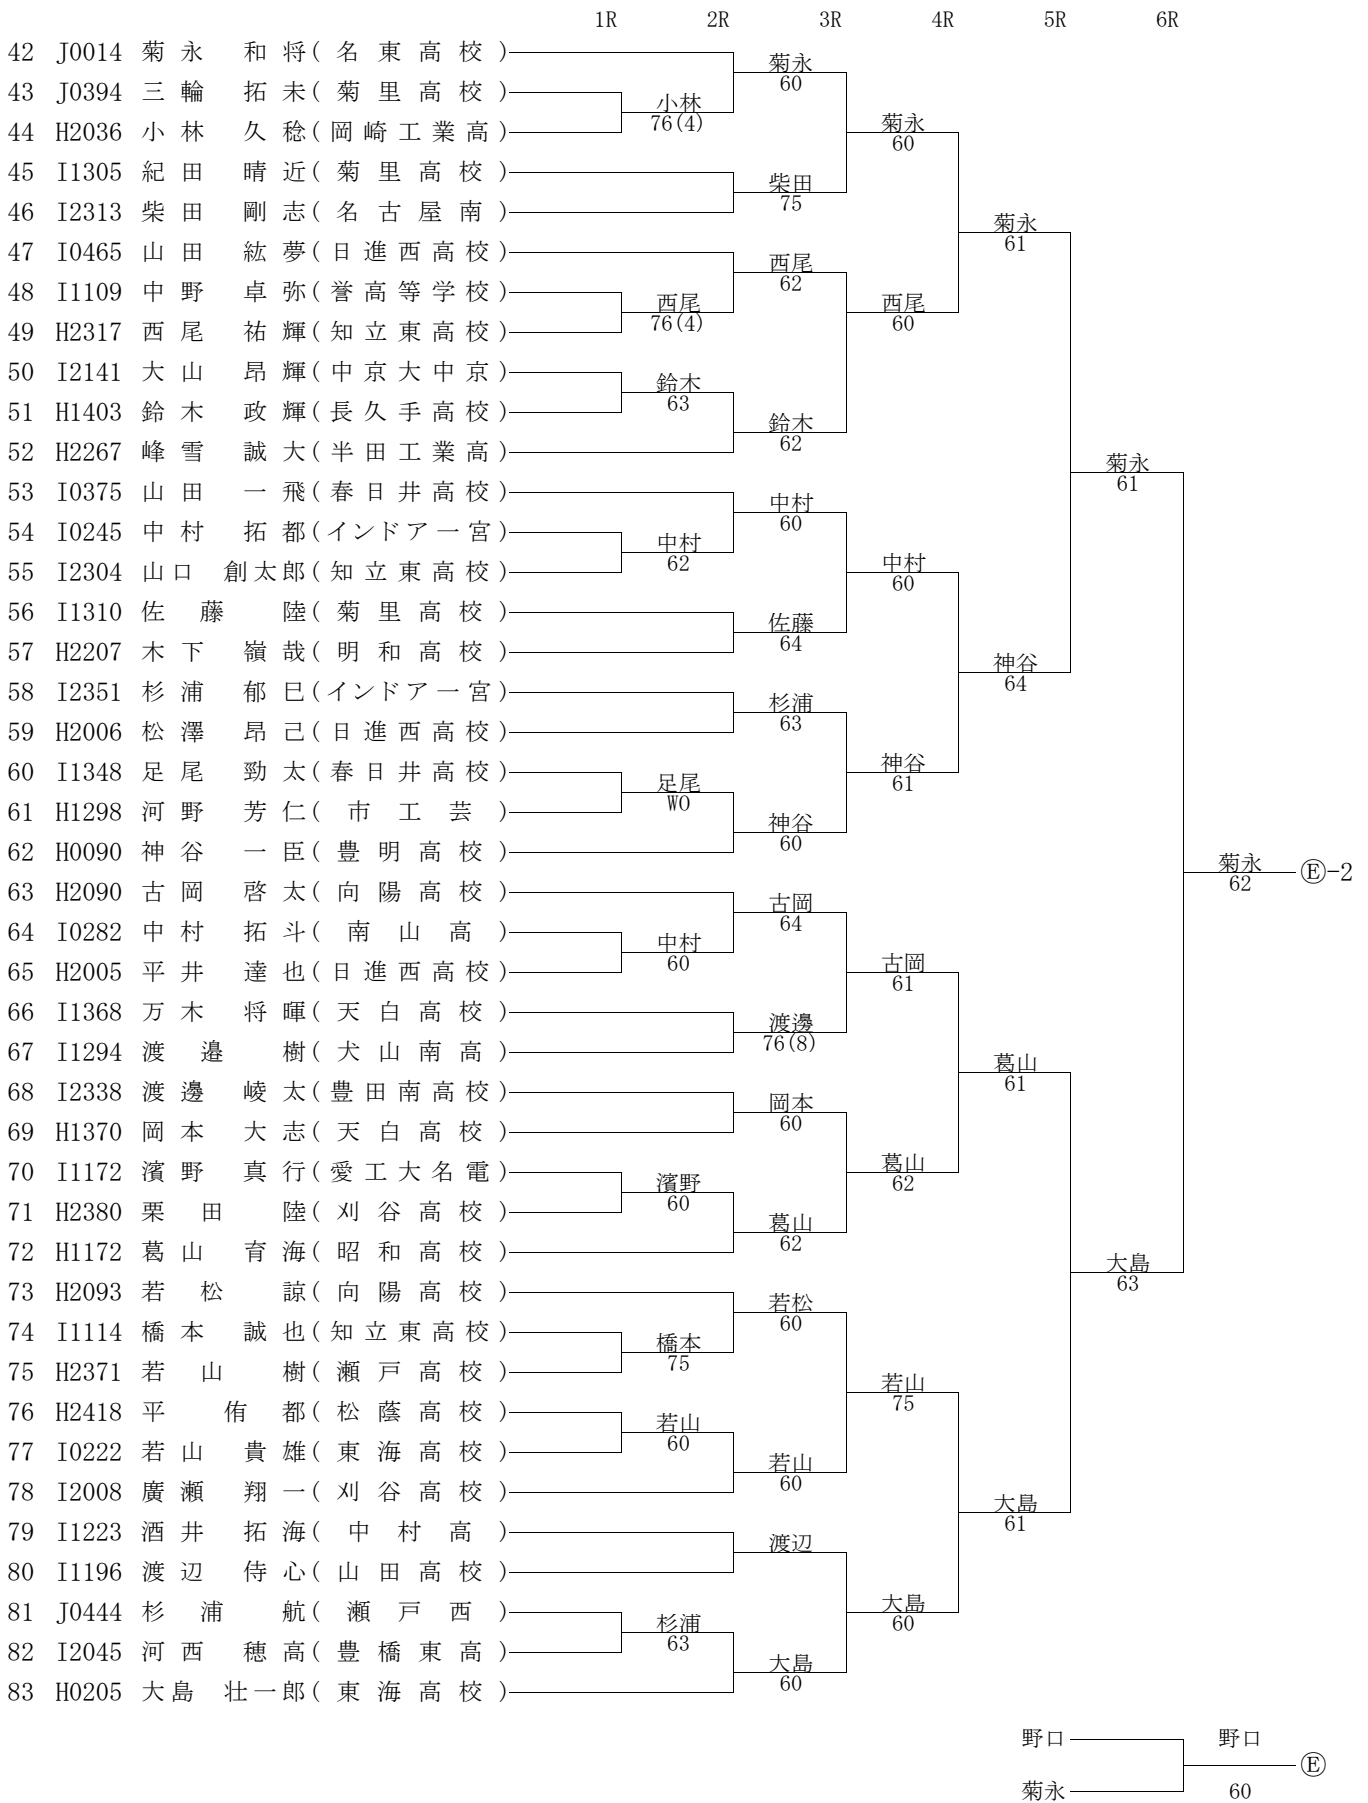 1R 2R 3R 4R 5R 6R
42 J0014 菊永 和将(名東高校)
菊永
60
43 J0394 三輪 拓未(菊里高校)
小林
76(4)
44 H2036 小林 久稔(岡崎工業高)
菊永
60
45 I1305 紀田 晴近(菊里高校)
柴田
75
46 I2313 柴田 剛志(名古屋南)
菊永
61
47 I0465 山田 紘夢(日進西高校)
西尾
62
48 I1109 中野 卓弥(誉高等学校)
西尾
76(4)
西尾
60
49 H2317 西尾 祐輝(知立東高校)
50 I2141 大山 昂輝(中京大中京)
鈴木
63
51 H1403 鈴木 政輝(長久手高校)
鈴木
62
52 H2267 峰雪 誠大(半田工業高)
菊永
61
53 I0375 山田 一飛(春日井高校)
中村
60
54 I0245 中村 拓都(インドア一宮)
中村
62
中村
60
55 I2304 山口 創太郎(知立東高校)
56 I1310 佐藤 陸(菊里高校)
佐藤
64
57 H2207 木下 嶺哉(明和高校)
神谷
64
58 I2351 杉浦 郁巳(インドア一宮)
杉浦
63
59 H2006 松澤 昂己(日進西高校)
神谷
61
60 I1348 足尾 勁太(春日井高校)
足尾
WO
61 H1298 河野 芳仁(市工芸)
神谷
60
62 H0090 神谷 一臣(豊明高校)
菊永
62
Ⓔ-2
63 H2090 古岡 啓太(向陽高校)
古岡
64
64 I0282 中村 拓斗(南山高)
中村
60
65 H2005 平井 達也(日進西高校)
古岡
61
66 I1368 万木 将暉(天白高校)
渡邊
76(8)
67 I1294 渡邉 樹(犬山南高)
葛山
61
68 I2338 渡邊 崚太(豊田南高校)
岡本
60
69 H1370 岡本 大志(天白高校)
葛山
62
70 I1172 濱野 真行(愛工大名電)
濱野
60
71 H2380 栗田 陸(刈谷高校)
葛山
62
72 H1172 葛山 育海(昭和高校)
大島
63
73 H2093 若松 諒(向陽高校)
若松
60
74 I1114 橋本 誠也(知立東高校)
橋本
75
75 H2371 若山 樹(瀬戸高校)
若山
75
76 H2418 平 侑都(松蔭高校)
若山
60
77 I0222 若山 貴雄(東海高校)
若山
60
78 I2008 廣瀬 翔一(刈谷高校)
大島
61
79 I1223 酒井 拓海(中村高)
渡辺
80 I1196 渡辺 侍心(山田高校)
大島
60
81 J0444 杉浦 航(瀬戸西)
杉浦
63
82 I2045 河西 穂高(豊橋東高)
大島
60
83 H0205 大島 壮一郎(東海高校)
野口 野口
Ⓔ
菊永 60